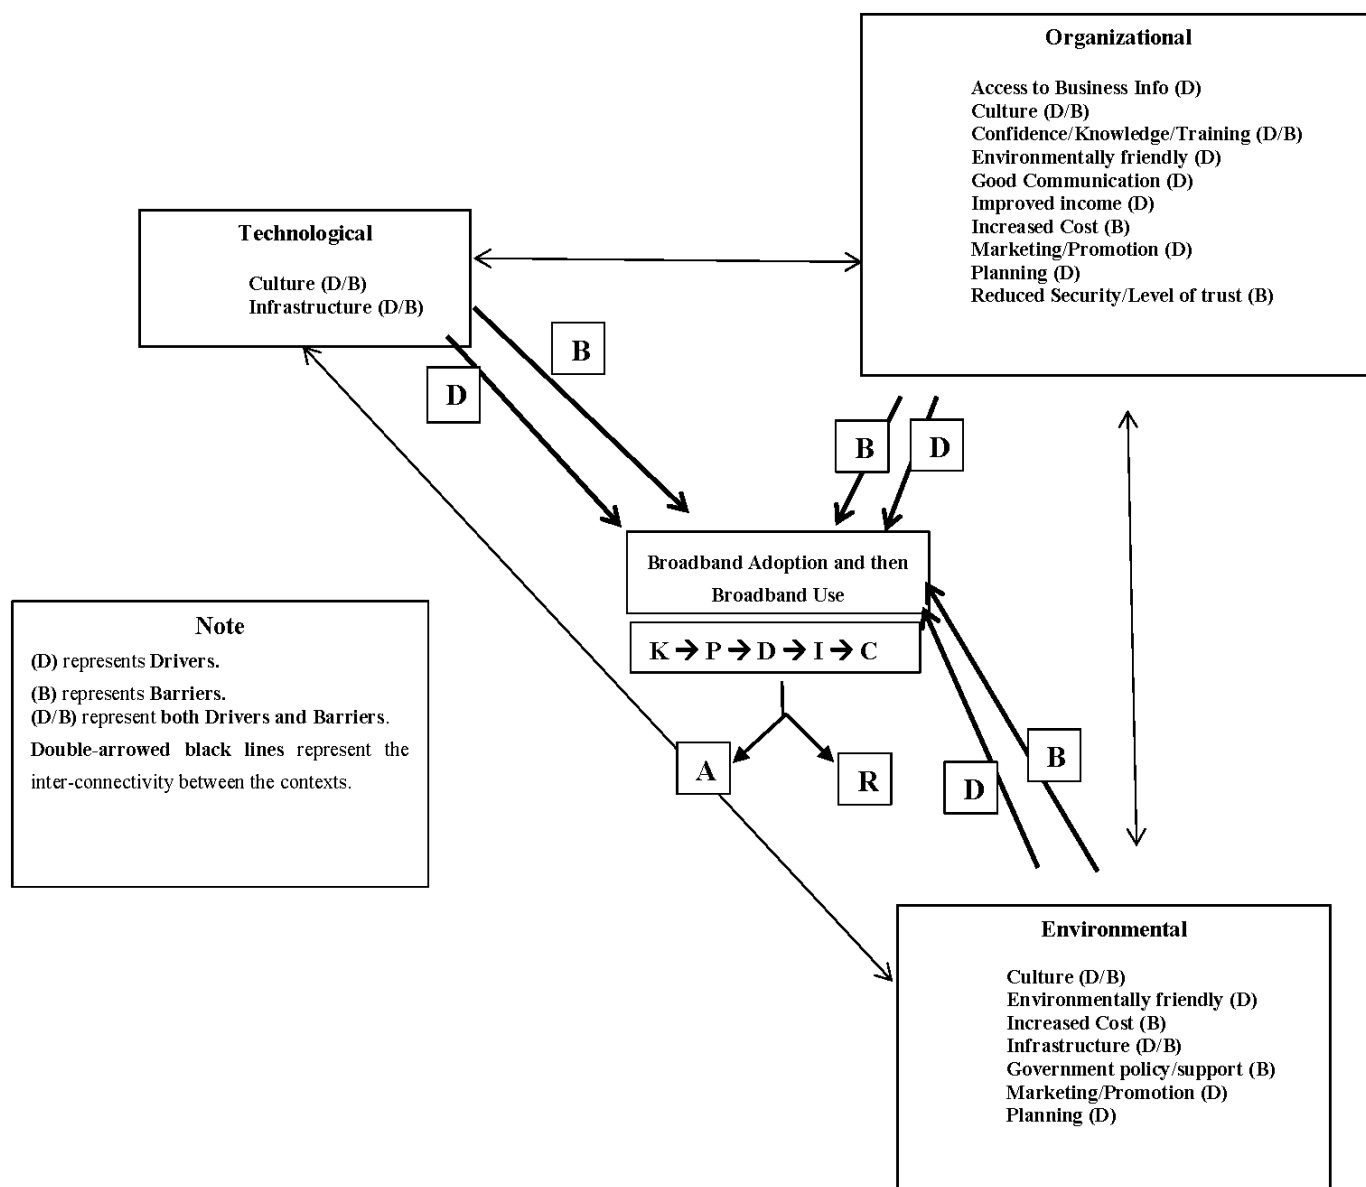 Organizational
Access to Business Info (D)
Culture (D/B)
Confidence/Knowledge/Training (D/B)
Environmentally friendly (D)
Good Communication (D)
Improved income (D)
Increased Cost (B)
Marketing/Promotion (D)
Planning (D)
Reduced Security/Level of trust (B)
Technological
Culture (D/B)
Infrastructure (D/B)
B
D
B
D
Broadband Adoption and then
Broadband Use
K → P → D → I → C
Note
(D) represents Drivers.
(B) represents Barriers.
(D/B) represent both Drivers and Barriers.
Double-arrowed black lines represent the
inter-connectivity between the contexts.
A
R
B
D
Environmental
Culture (D/B)
Environmentally friendly (D)
Increased Cost (B)
Infrastructure (D/B)
Government policy/support (B)
Marketing/Promotion (D)
Planning (D)